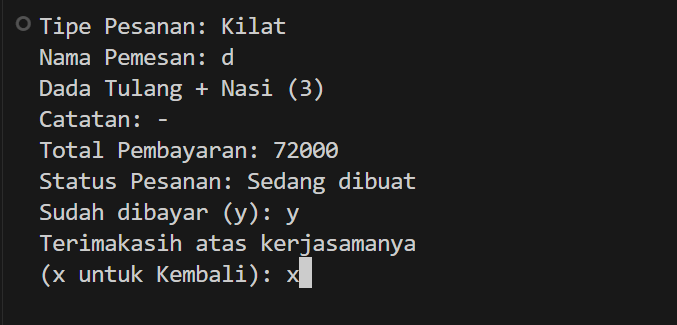 Tipe Pesanan: Kilat
Nama Pemesan: d
Dada Tulang + Nasi (3)
Catatan: -
Total Pembayaran: 72000
Status Pesanan: Sedang dibuat
Sudah dibayar (y): y
Terimakasih atas kerjasamanya
(x untuk Kembali): x